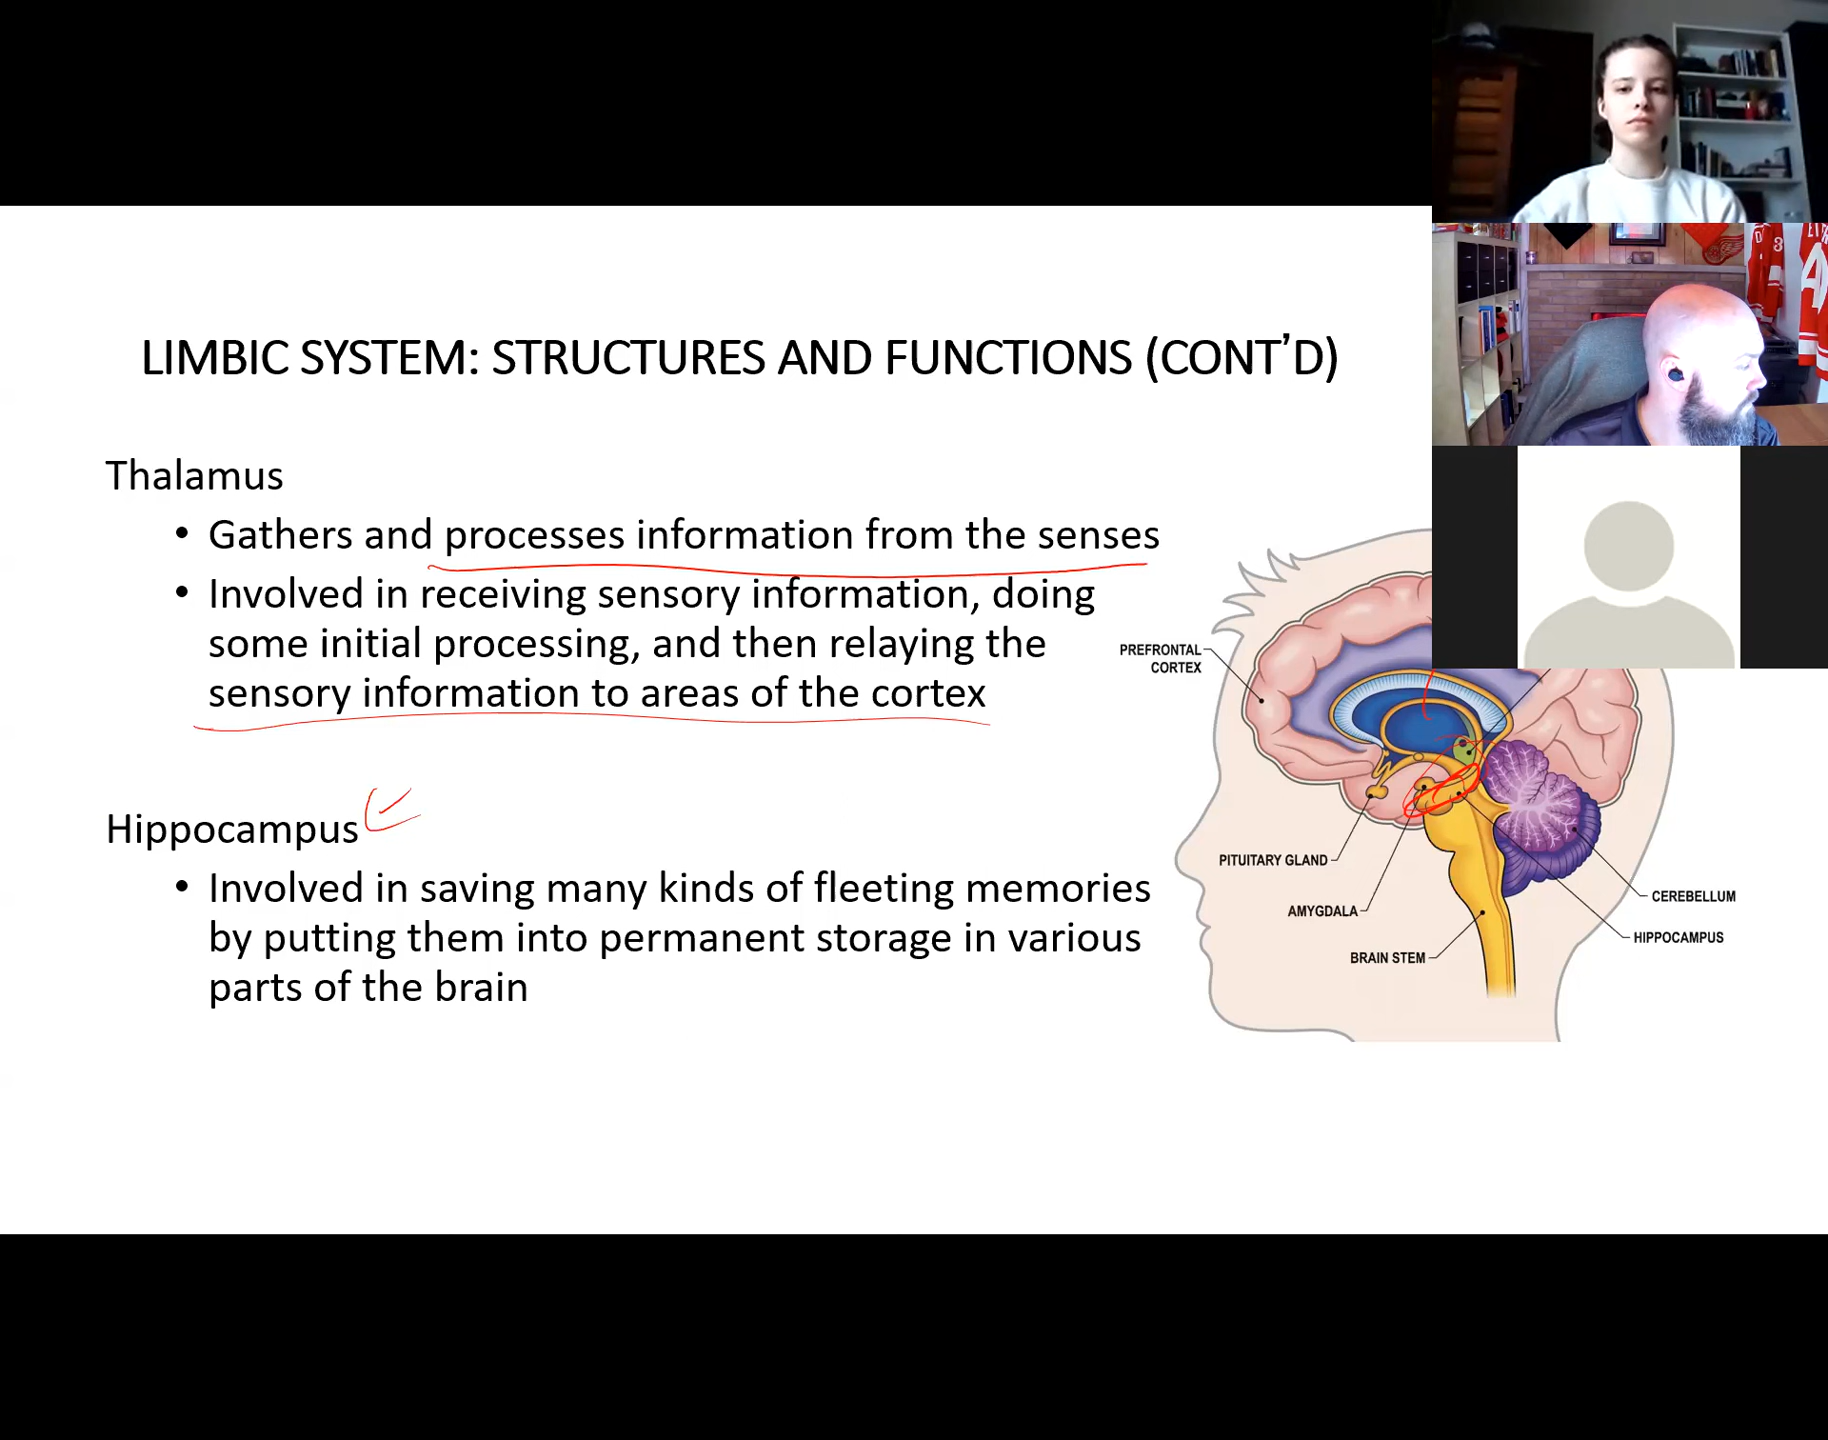 LIMBIC SYSTEM: STRUCTURES AND FUNCTIONS (CONT’D)
Thalamus
• Gathers and processes information from the senses
• Involved in receiving sensory information, doing
some initial processing, and then relaying the
sensory information to areas of the cortex
Hippocampus
• Involved in saving many kinds of fleeting memories
by putting them into permanent storage in various
parts of the brain
PREFRONTAL
CORTEX
PITUITARY GLAND
AMYGDALA
BRAIN STEM
CEREBELLUM
HIPPOCAMPUS